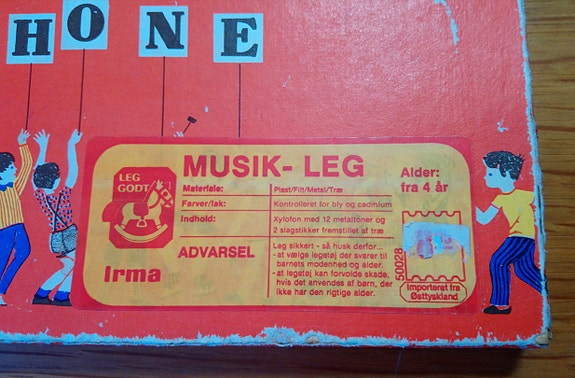 HONE
LEG
GODT
MUSIK- LEG
Alder:
fra 4 år
Materiale: Plast/Filt/Metal/Træ
Farver/lak: Kontrolleret for bly og cadmium
Indhold: Xylofon med 12 metaltoner og
2 slagstikker fremstillet af træ
ADVARSEL
Leg sikkert - så husk derfor...
- at vælge legetøj der svarer til
barnets modenhed og alder.
- at legetøj kan forvolde skade,
hvis det anvendes af børn, der
ikke har den rigtige alder.
Irma
50028
Importeret fra
Østtyskland